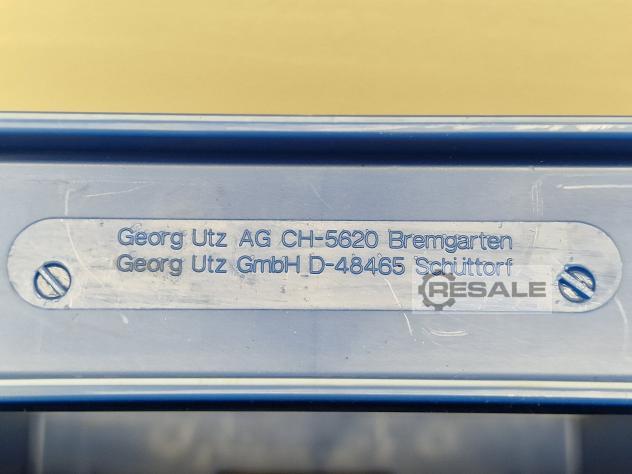 Georg Utz AG CH-5620 Bremgarten
Georg Utz GmbH D-48465 Schüttorf
RESALE